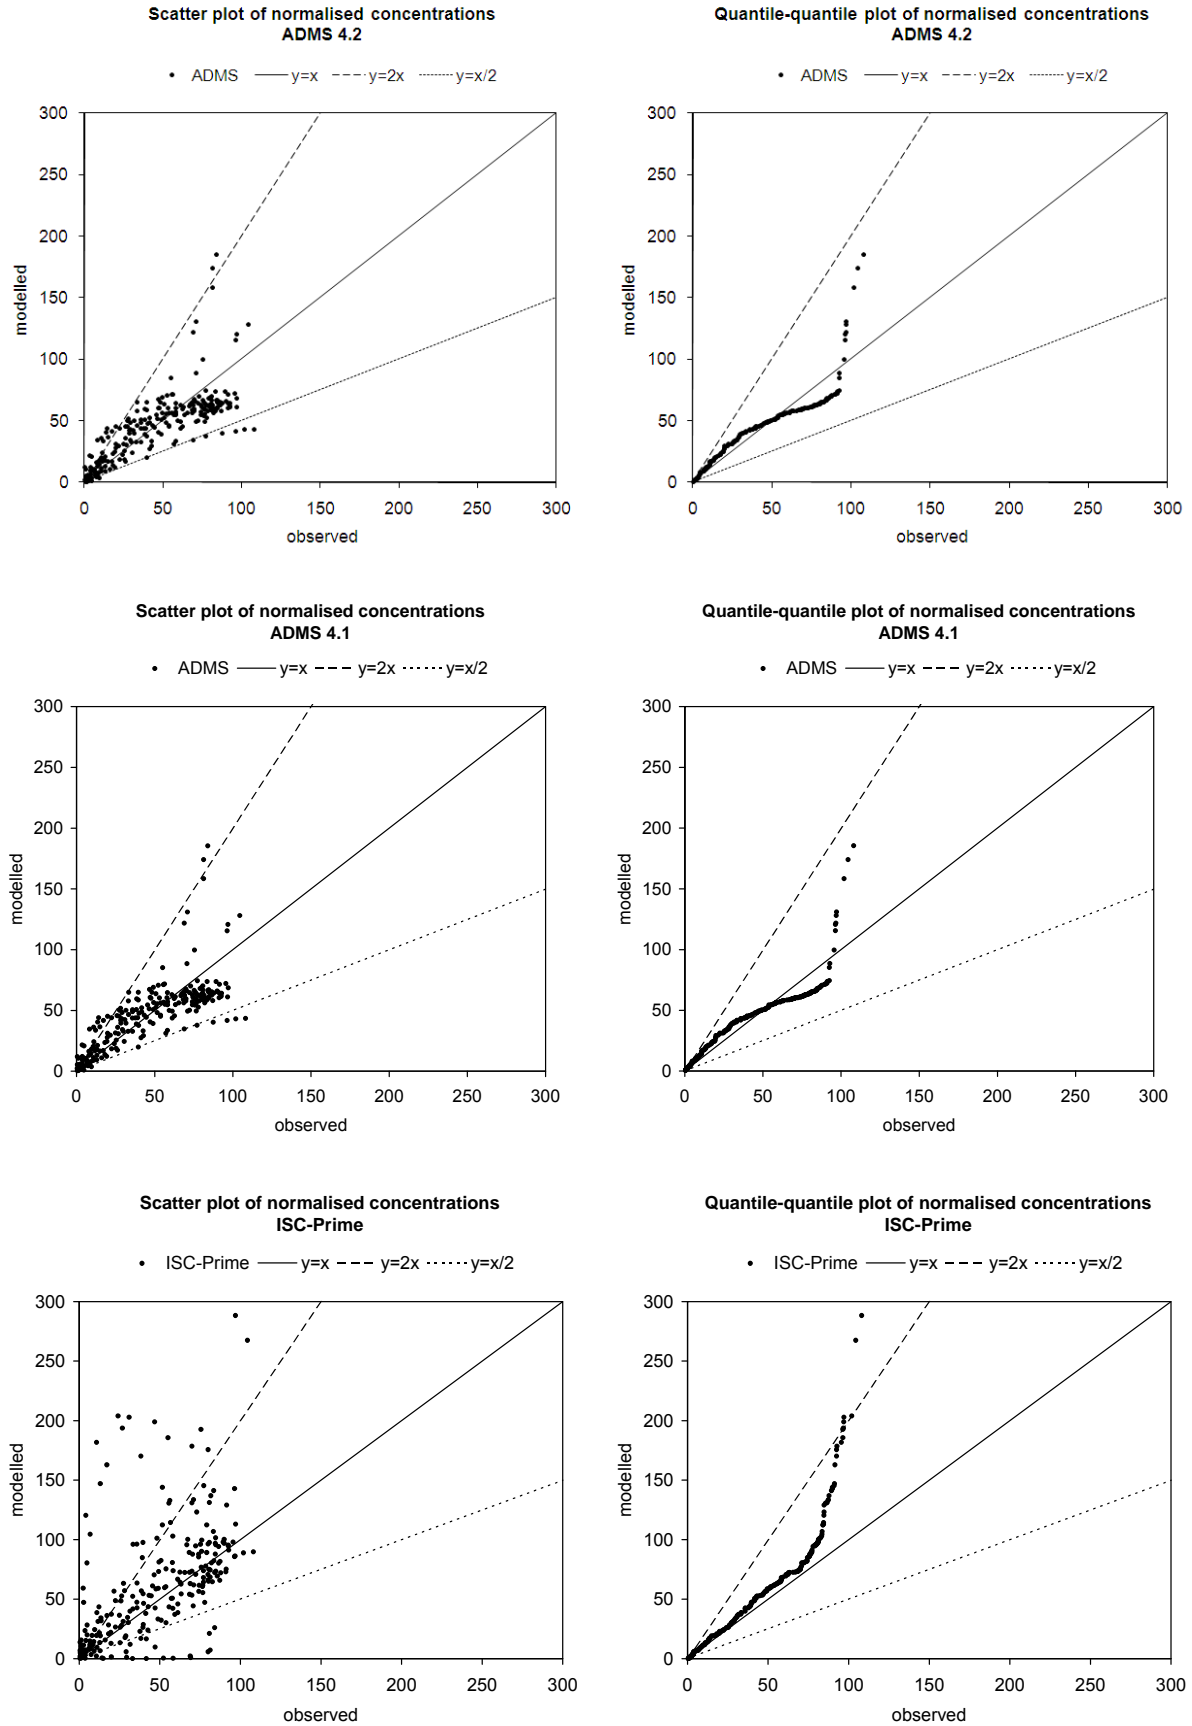 Scatter plot of normalised concentrations
ADMS 4.2
ADMS y=x y=2x y=x/2
300
250
200
150
100
50
0
modelled
0 50 100 150 200 250 300
observed
Quantile-quantile plot of normalised concentrations
ADMS 4.2
ADMS y=x y=2x y=x/2
300
250
200
150
100
50
0
modelled
0 50 100 150 200 250 300
observed
Scatter plot of normalised concentrations
ADMS 4.1
ADMS y=x y=2x y=x/2
300
250
200
150
100
50
0
modelled
0 50 100 150 200 250 300
observed
Quantile-quantile plot of normalised concentrations
ADMS 4.1
ADMS y=x y=2x y=x/2
300
250
200
150
100
50
0
modelled
0 50 100 150 200 250 300
observed
Scatter plot of normalised concentrations
ISC-Prime
ISC-Prime y=x y=2x y=x/2
300
250
200
150
100
50
0
modelled
0 50 100 150 200 250 300
observed
Quantile-quantile plot of normalised concentrations
ISC-Prime
ISC-Prime y=x y=2x y=x/2
300
250
200
150
100
50
0
modelled
0 50 100 150 200 250 300
observed